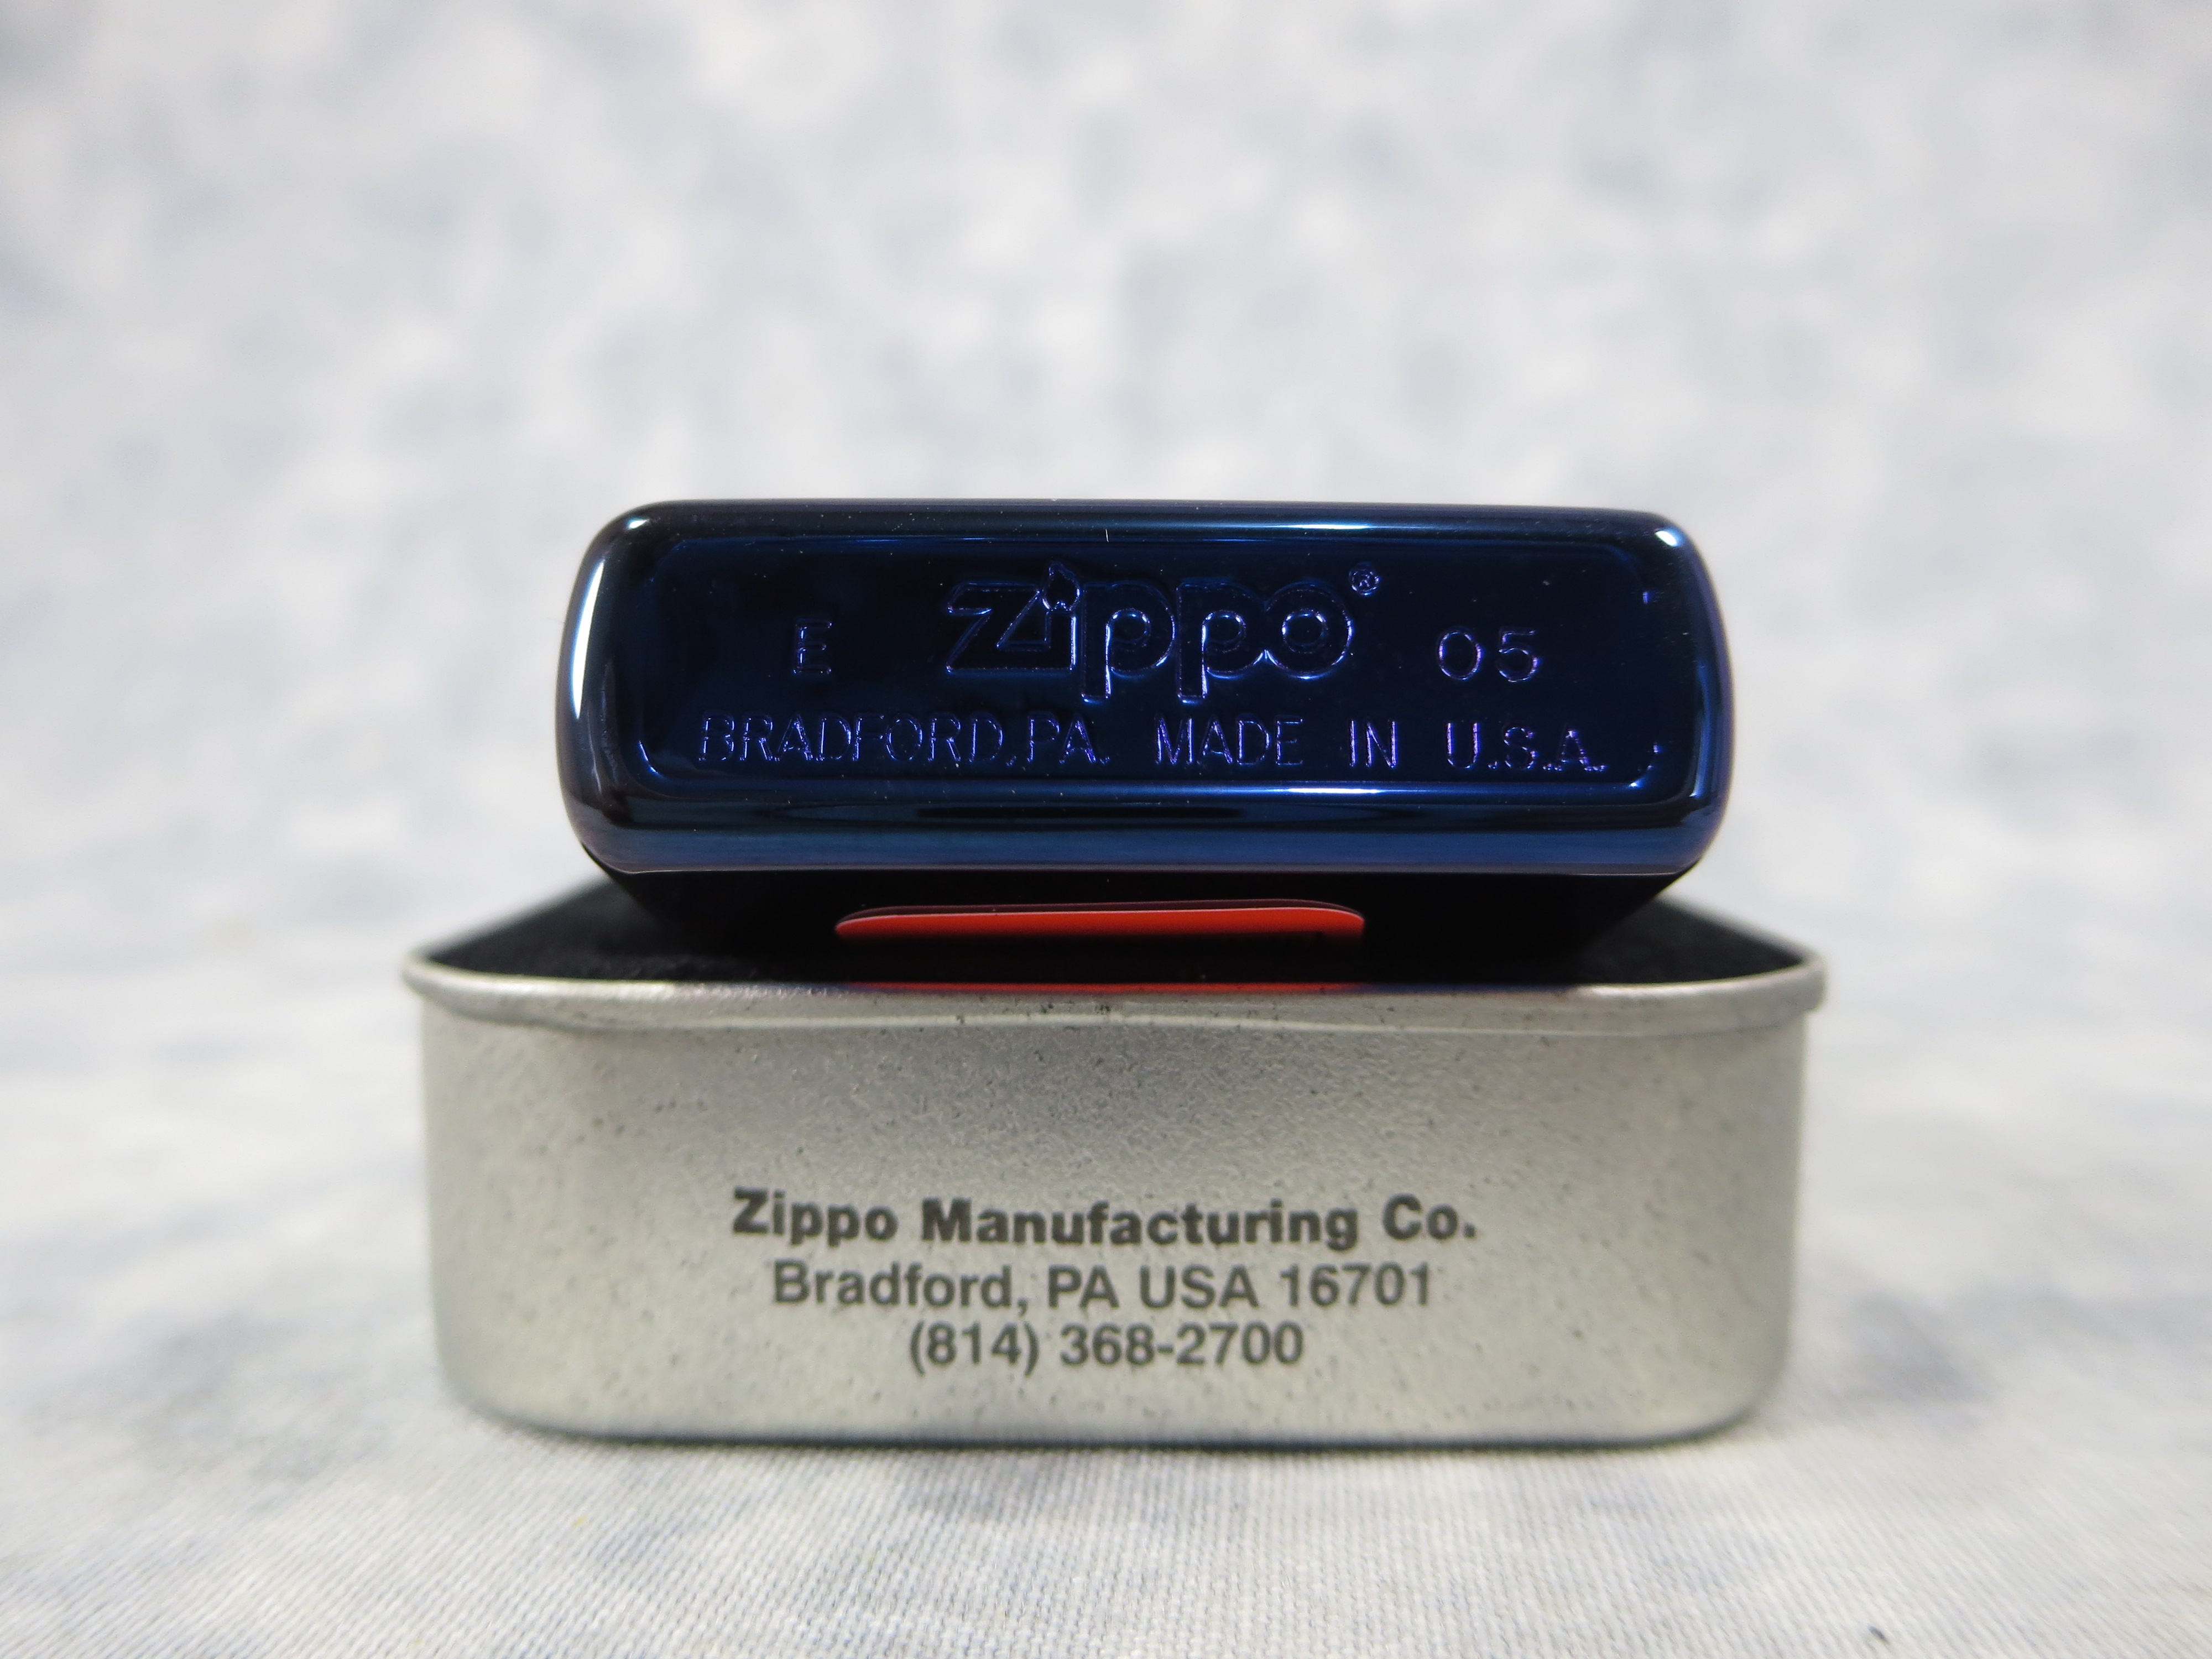 E Zippo® 05
BRADFORD,PA. MADE IN U.S.A.
Zippo Manufacturing Co.
Bradford, PA USA 16701
(814) 368-2700